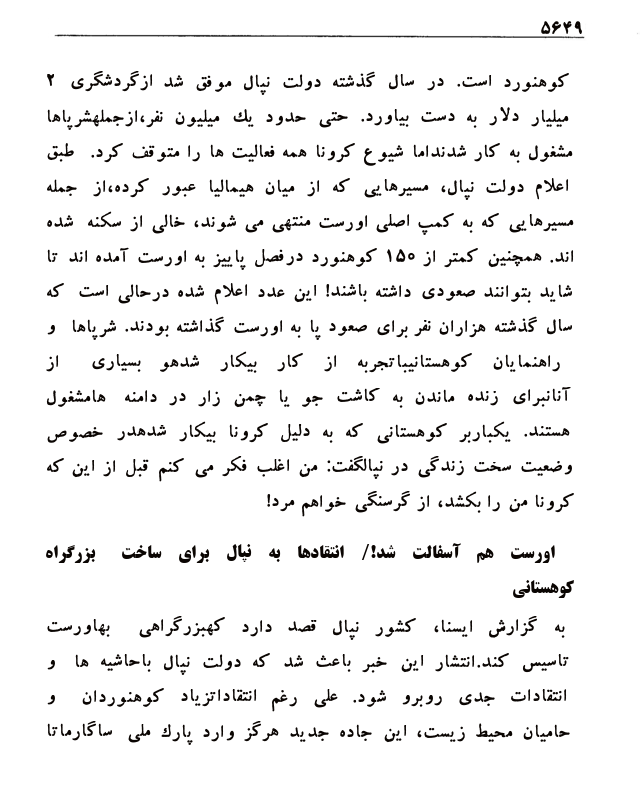 ۵۶۴۹
کوهنورد است. در سال گذشته دولت نپال موفق شد ازگردشگری ۲
میلیار دلار به دست بیاورد. حتی حدود یك میلیون نفر،ازجملهشرپاها
مشغول به کار شدنداما شیوع کرونا همه فعالیت ها را متوقف کرد. طبق
اعلام دولت نپال، مسیرهایی که از میان هیمالیا عبور کرده،از جمله
مسیرهایی که به کمپ اصلی اورست منتهی می شوند، خالی از سکنه شده
اند. همچنین کمتر از ۱۵۰ کوهنورد درفصل پاییز به اورست آمده اند تا
شاید بتوانند صعودی داشته باشند! این عدد اعلام شده درحالی است که
سال گذشته هزاران نفر برای صعود پا به اورست گذاشته بودند. شرپاها و
راهنمایان کوهستانیباتجربه از کار بیکار شدهو بسیاری از
آنانبرای زنده ماندن به کاشت جو یا چمن زار در دامنه هامشغول
هستند. یکباربر کوهستانی که به دلیل کرونا بیکار شدهدر خصوص
وضعیت سخت زندگی در نپالگفت: من اغلب فکر می کنم قبل از این که
کرونا من را بکشد، از گرسنگی خواهم مرد!
اورست هم آسفالت شد!/ انتقادها به نپال برای ساخت بزرگراه
کوهستانی
به گزارش ایسنا، کشور نپال قصد دارد کهبزرگراهی بهاورست
تاسیس کند.انتشار این خبر باعث شد که دولت نپال باحاشیه ها و
انتقادات جدی روبرو شود. علی رغم انتقاداتزیاد کوهنوردان و
حامیان محیط زیست، این جاده جدید هرگز وارد پارك ملی ساگارماتا